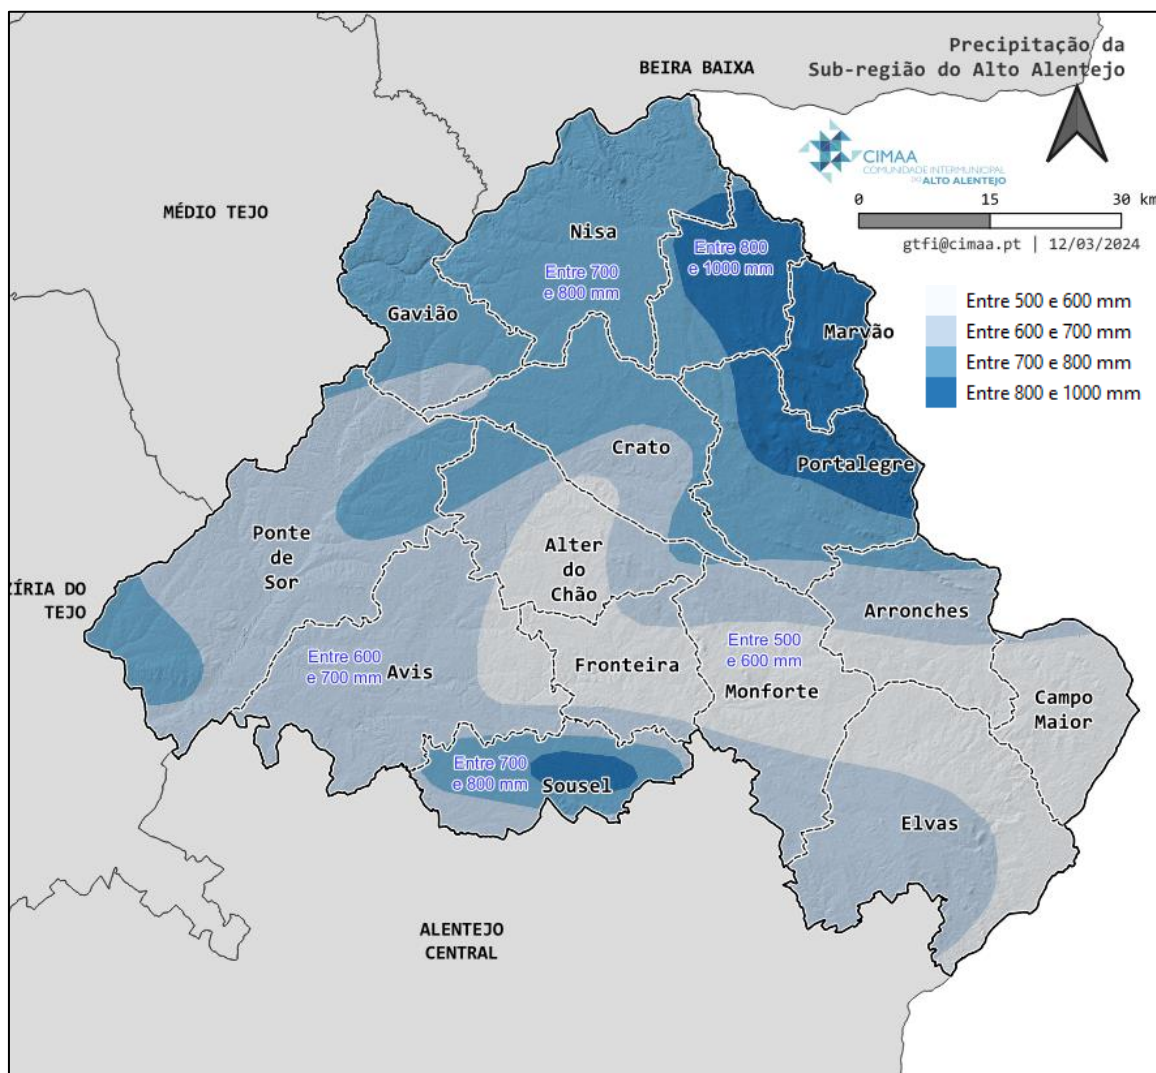 Precipitação da
Sub-região do Alto Alentejo
BEIRA BAIXA
CIMAA
COMUNIDADE INTERMUNICIPAL
DO ALTO ALENTEJO
0 15 30 km
gtfi@cimaa.pt | 12/03/2024
MÉDIO TEJO
Nisa
Entre 800
e 1000 mm
Entre 700
e 800 mm
Entre 500 e 600 mm
Entre 600 e 700 mm
Entre 700 e 800 mm
Entre 800 e 1000 mm
Gavião
Marvão
Crato
Portalegre
Ponte
de
Sor
Alter
do
Chão
ZÍRIA DO
TEJO
Arronches
Entre 600
e 700 mm
Avis
Fronteira
Entre 500
e 600 mm
Monforte
Campo
Maior
Entre 700
e 800 mm
Sousel
Elvas
ALENTEJO
CENTRAL